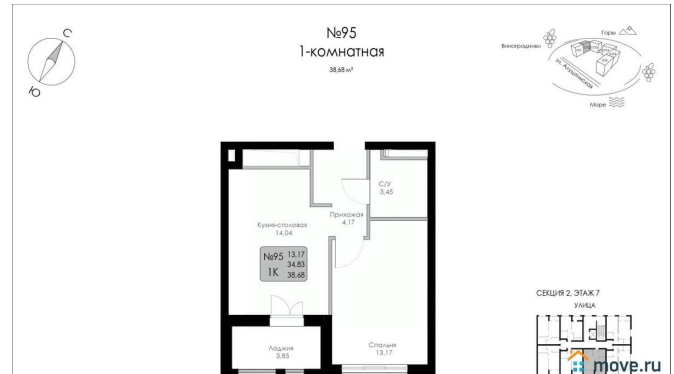 №95
1-комнатная
38,68 м²
С
Ю
Горы
Виноградники
ул. Алуштинская
Море
С/У
3,45
Прихожая
4,17
Кухня-столовая
14,04
№95 13,17
34,83
1К 38,68
Лоджия
3,85
Спальня
13,17
СЕКЦИЯ 2, ЭТАЖ 7
УЛИЦА
move.ru